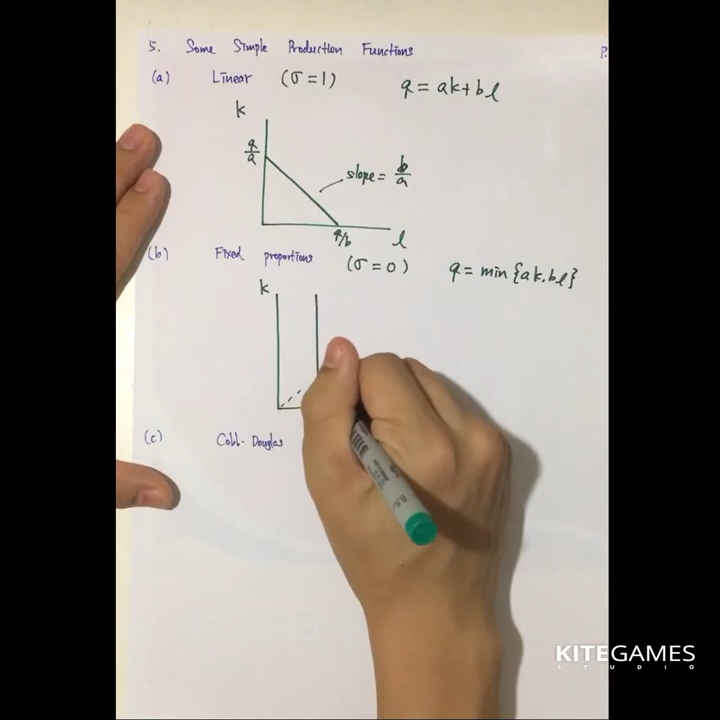 5. Some Simple Production Functions P.
(a) Linear (σ=1) q = ak+bl
k
q/a
slope = b/a
q/b l
(b) Fixed proportions (σ=0) q = min{ak,bl}
k
(c) Cobb-Douglas
KITEGAMES
STUDIO